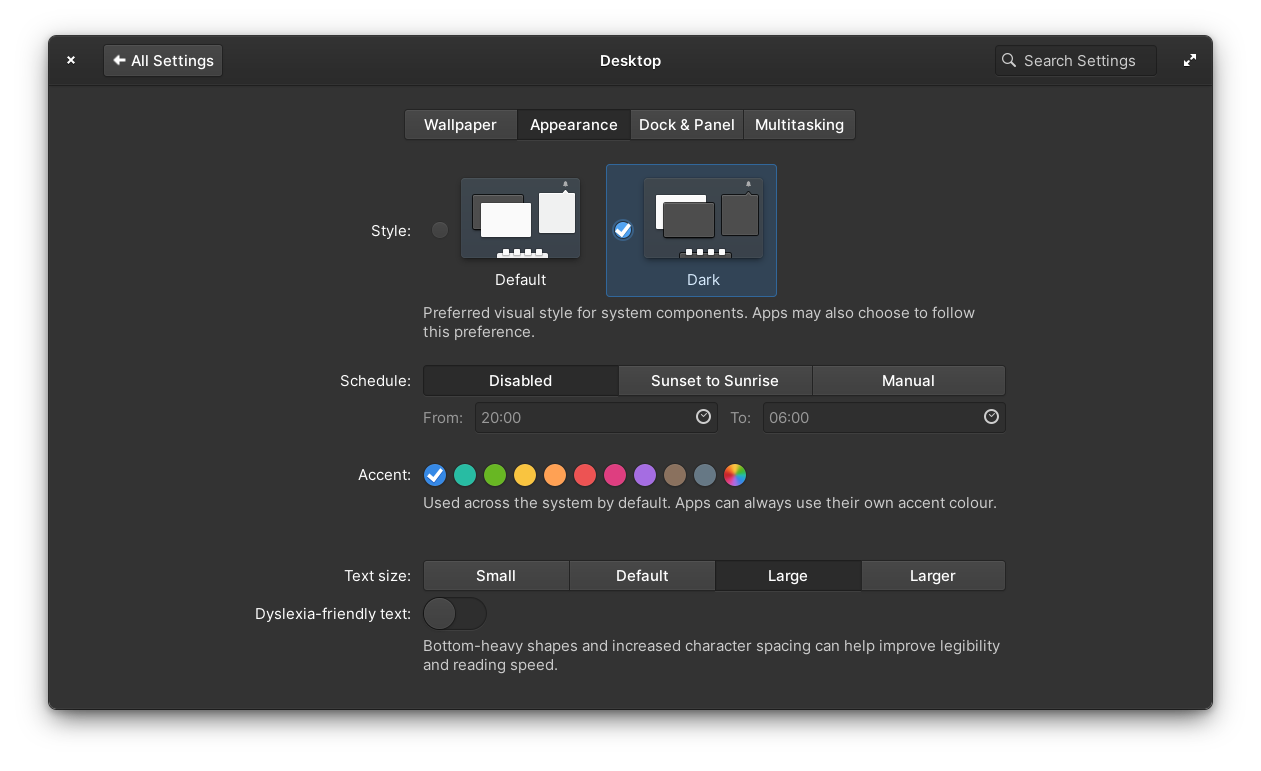 All Settings
Desktop
Search Settings
Wallpaper
Appearance
Dock & Panel
Multitasking
Style:
Default
Dark
Preferred visual style for system components. Apps may also choose to follow
this preference.
Schedule:
Disabled
Sunset to Sunrise
Manual
From:
20:00
To:
06:00
Accent:
Used across the system by default. Apps can always use their own accent colour.
Text size:
Small
Default
Large
Larger
Dyslexia-friendly text:
Bottom-heavy shapes and increased character spacing can help improve legibility
and reading speed.